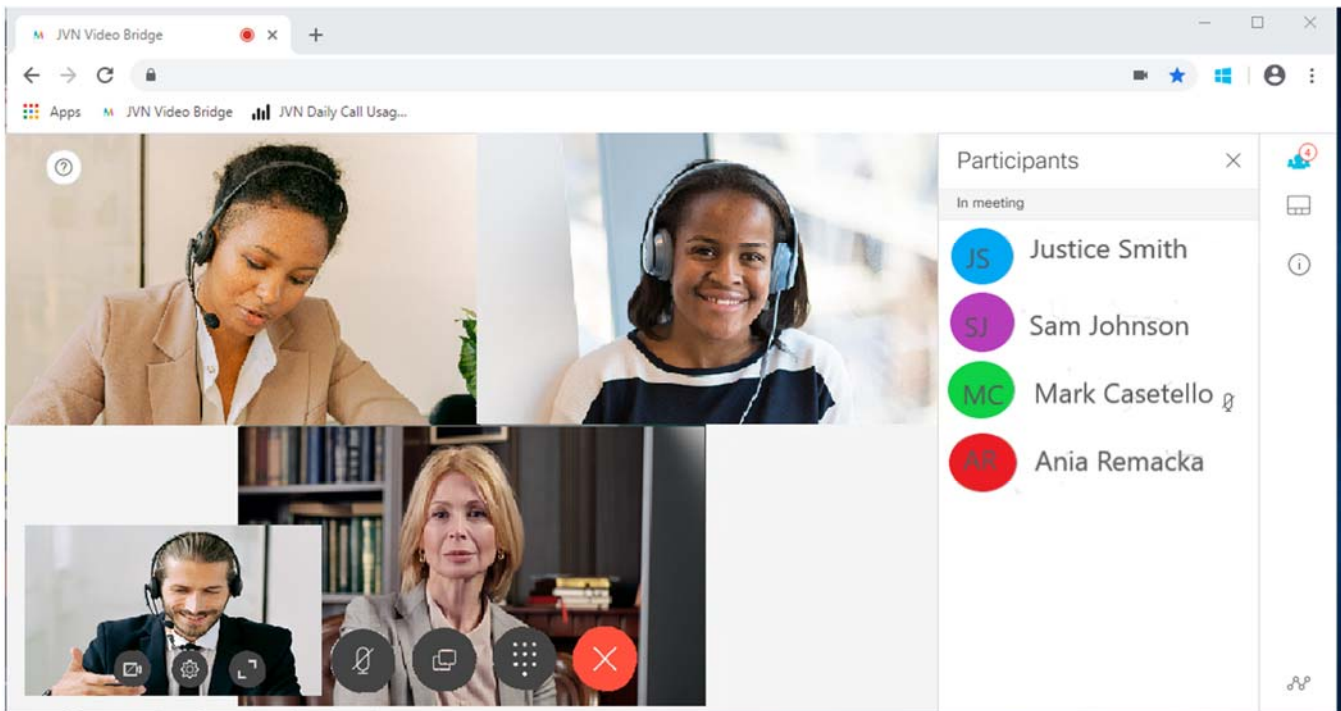 M JVN Video Bridge
Apps M JVN Video Bridge JVN Daily Call Usag...
Participants
4
In meeting
JS Justice Smith
SJ Sam Johnson
MC Mark Casetello
AR Ania Remacka